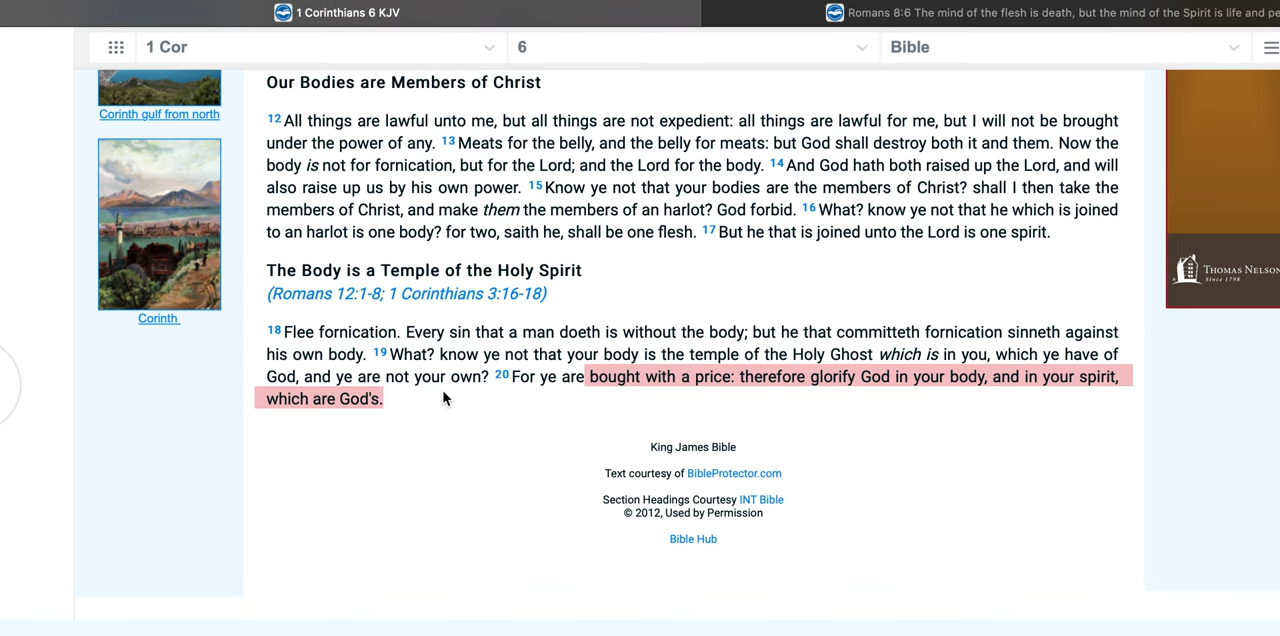 1 Corinthians 6 KJV
Romans 8:6 The mind of the flesh is death, but the mind of the Spirit is life and pe
1 Cor
6
Bible
Corinth gulf from north
Corinth
Our Bodies are Members of Christ
12 All things are lawful unto me, but all things are not expedient: all things are lawful for me, but I will not be brought
under the power of any. 13 Meats for the belly, and the belly for meats: but God shall destroy both it and them. Now the
body is not for fornication, but for the Lord; and the Lord for the body. 14 And God hath both raised up the Lord, and will
also raise up us by his own power. 15 Know ye not that your bodies are the members of Christ? shall I then take the
members of Christ, and make them the members of an harlot? God forbid. 16 What? know ye not that he which is joined
to an harlot is one body? for two, saith he, shall be one flesh. 17 But he that is joined unto the Lord is one spirit.
The Body is a Temple of the Holy Spirit
(Romans 12:1-8; 1 Corinthians 3:16-18)
18 Flee fornication. Every sin that a man doeth is without the body; but he that committeth fornication sinneth against
his own body. 19 What? know ye not that your body is the temple of the Holy Ghost which is in you, which ye have of
God, and ye are not your own? 20 For ye are bought with a price: therefore glorify God in your body, and in your spirit,
which are God's.
King James Bible
Text courtesy of BibleProtector.com
Section Headings Courtesy INT Bible
© 2012, Used by Permission
Bible Hub
THOMAS NELSON
Since 1798